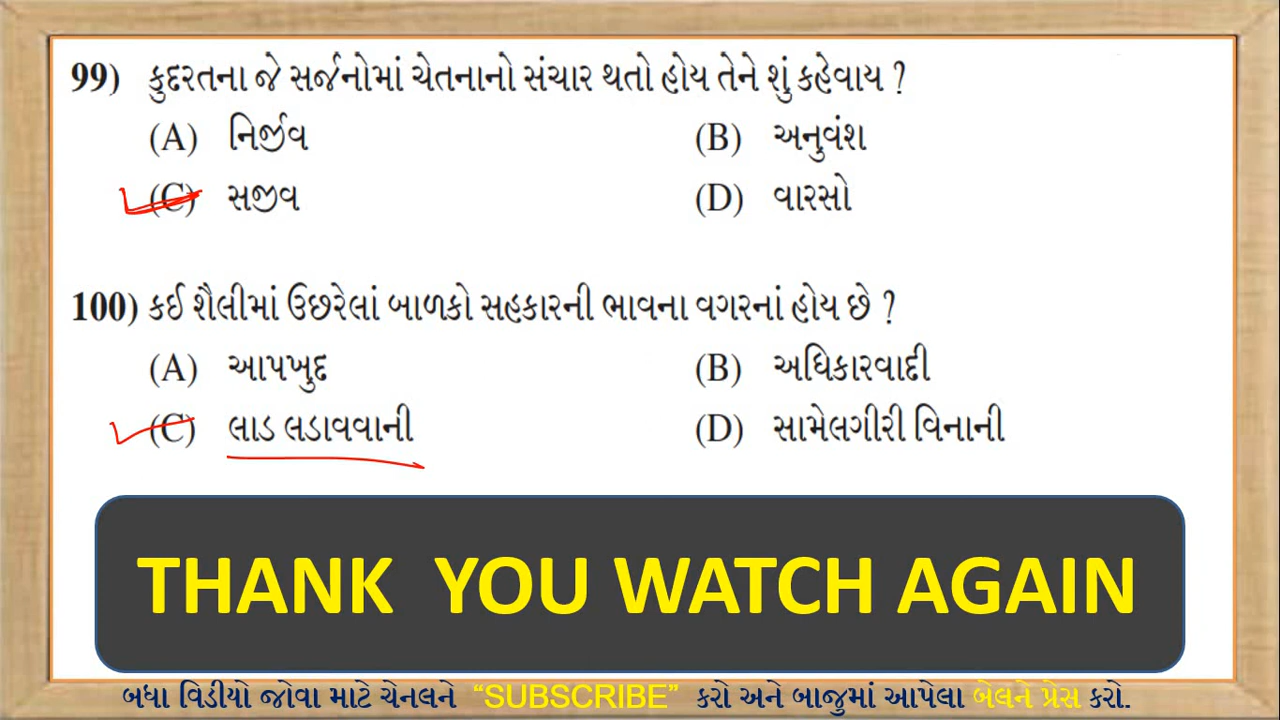 99) કુદરતના જે સર્જનોમાં ચેતનાનો સંચાર થતો હોય તેને શું કહેવાય ?
(A) નિર્જીવ (B) અનુવંશ
(C) સજીવ (D) વારસો
100) કઈ શૈલીમાં ઉછરેલાં બાળકો સહકારની ભાવના વગરનાં હોય છે ?
(A) આપખુદ (B) અધિકારવાદી
(C) લાડ લડાવવાની (D) સામેલગીરી વિનાની
THANK YOU WATCH AGAIN
બધા વિડીયો જોવા માટે ચેનલને “SUBSCRIBE” કરો અને બાજુમાં આપેલા બેલને પ્રેસ કરો.